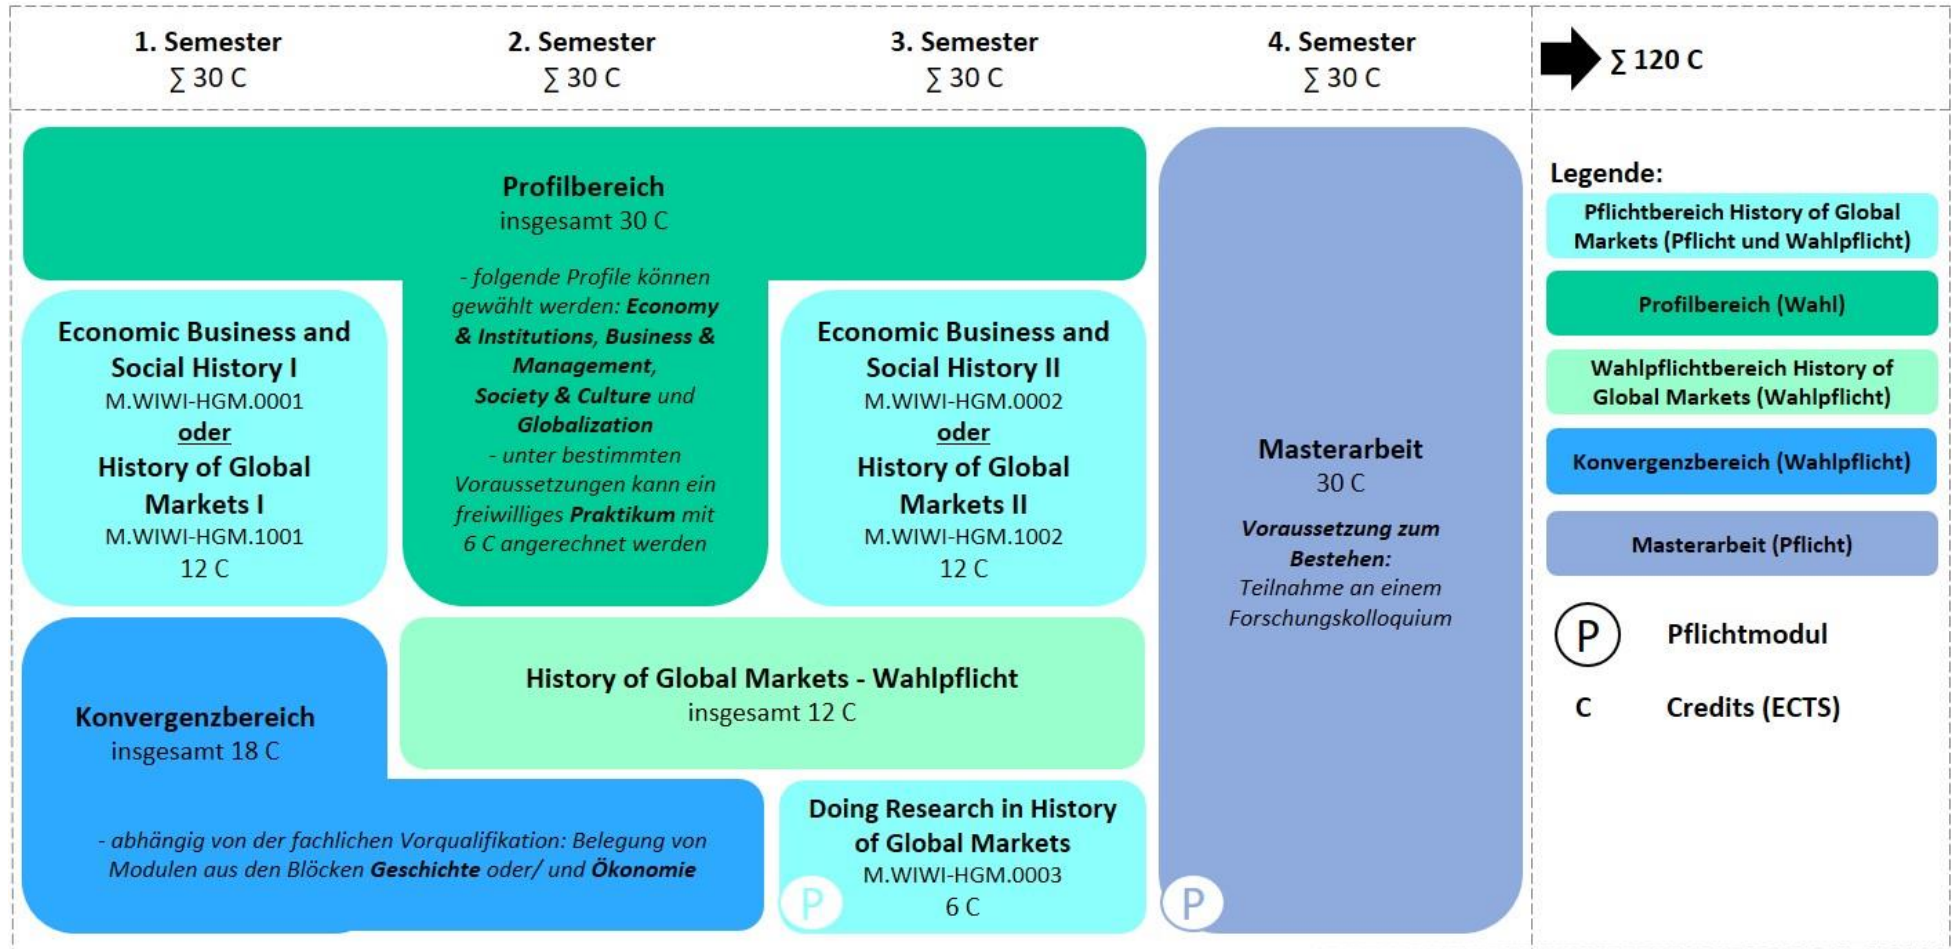 1. Semester
∑ 30 C
2. Semester
∑ 30 C
3. Semester
∑ 30 C
4. Semester
∑ 30 C
∑ 120 C
Profilbereich
insgesamt 30 C
- folgende Profile können
gewählt werden: Economy
& Institutions, Business &
Management,
Society & Culture und
Globalization
- unter bestimmten
Voraussetzungen kann ein
freiwilliges Praktikum mit
6 C angerechnet werden
Economic Business and
Social History I
M.WIWI-HGM.0001
oder
History of Global
Markets I
M.WIWI-HGM.1001
12 C
Economic Business and
Social History II
M.WIWI-HGM.0002
oder
History of Global
Markets II
M.WIWI-HGM.1002
12 C
Konvergenzbereich
insgesamt 18 C
- abhängig von der fachlichen Vorqualifikation: Belegung von
Modulen aus den Blöcken Geschichte oder/ und Ökonomie
History of Global Markets - Wahlpflicht
insgesamt 12 C
Doing Research in History
of Global Markets
M.WIWI-HGM.0003
6 C
P
Masterarbeit
30 C
Voraussetzung zum
Bestehen:
Teilnahme an einem
Forschungskolloquium
P
Legende:
Pflichtbereich History of Global
Markets (Pflicht und Wahlpflicht)
Profilbereich (Wahl)
Wahlpflichtbereich History of
Global Markets (Wahlpflicht)
Konvergenzbereich (Wahlpflicht)
Masterarbeit (Pflicht)
P Pflichtmodul
C Credits (ECTS)